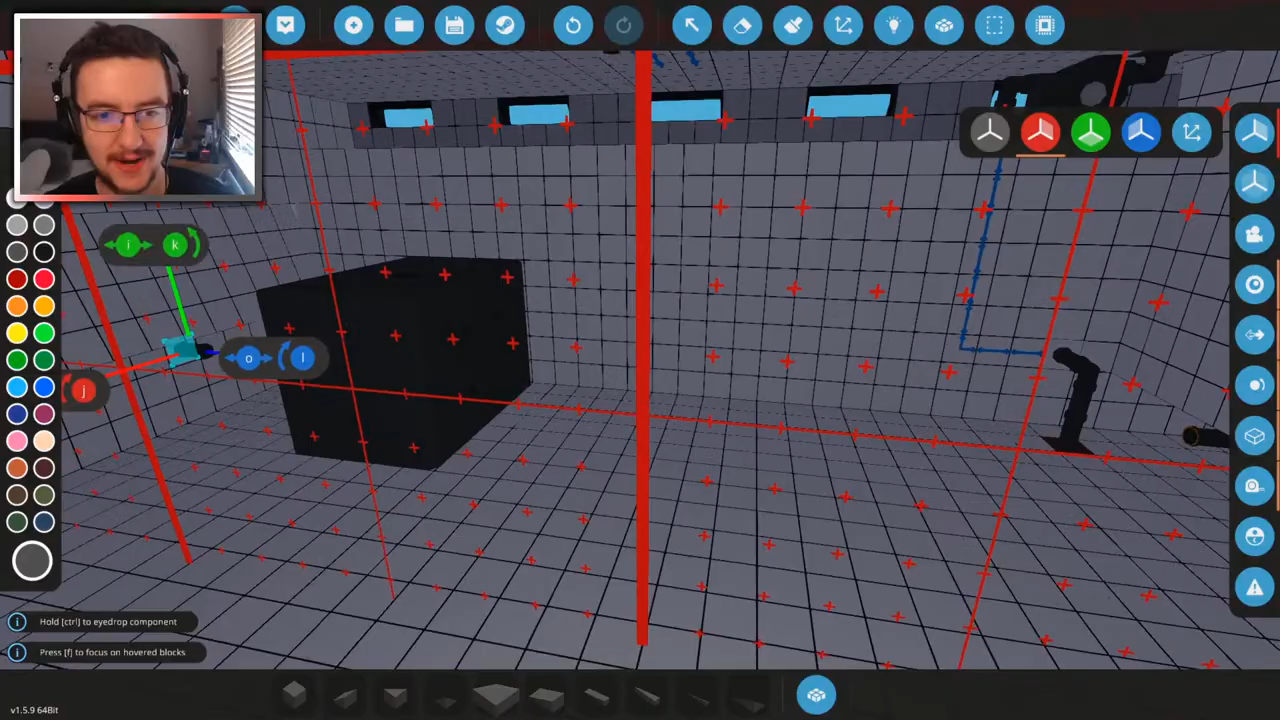 i k
o l
j
Hold [ctrl] to eyedrop component
Press [f] to focus on hovered blocks
v1.5.9 64Bit